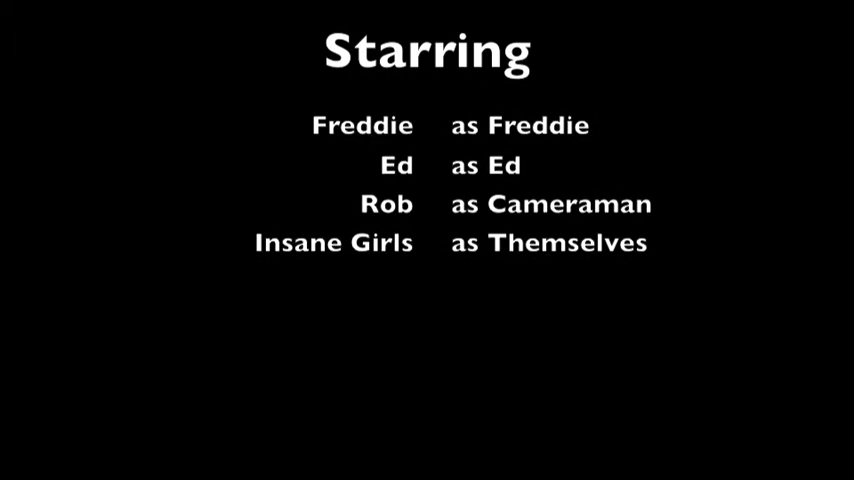 Starring
Freddie as Freddie
Ed as Ed
Rob as Cameraman
Insane Girls as Themselves